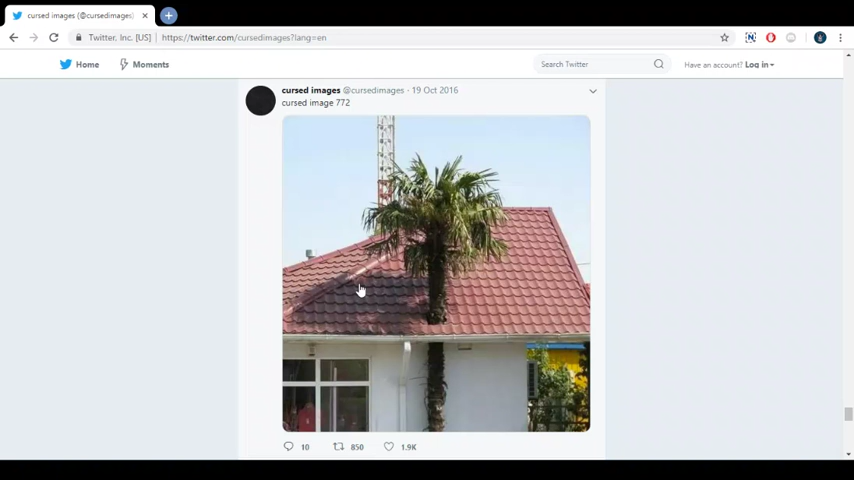 cursed images (@cursedimages)
Twitter, Inc. [US]
https://twitter.com/cursedimages?lang=en
Home
Moments
Search Twitter
Have an account? Log in
cursed images @cursedimages · 19 Oct 2016
cursed image 772
10
850
1.9K